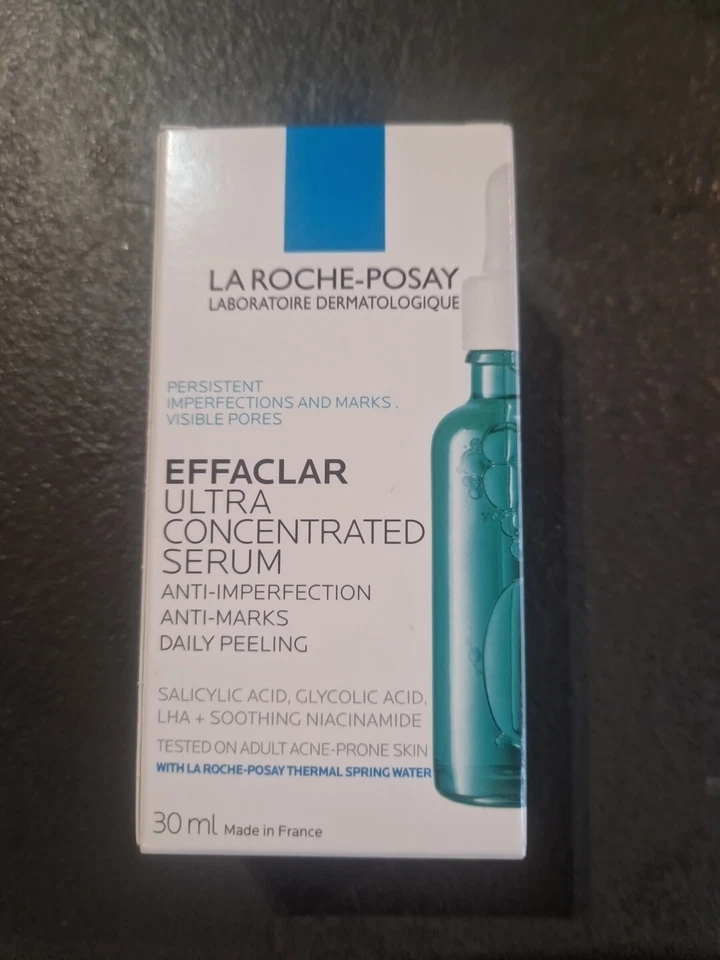 LA ROCHE-POSAY
LABORATOIRE DERMATOLOGIQUE
PERSISTENT
IMPERFECTIONS AND MARKS.
VISIBLE PORES
EFFACLAR
ULTRA
CONCENTRATED
SERUM
ANTI-IMPERFECTION
ANTI-MARKS
DAILY PEELING
SALICYLIC ACID, GLYCOLIC ACID,
LHA + SOOTHING NIACINAMIDE
TESTED ON ADULT ACNE-PRONE SKIN
WITH LA ROCHE-POSAY THERMAL SPRING WATER
30 ml Made in France